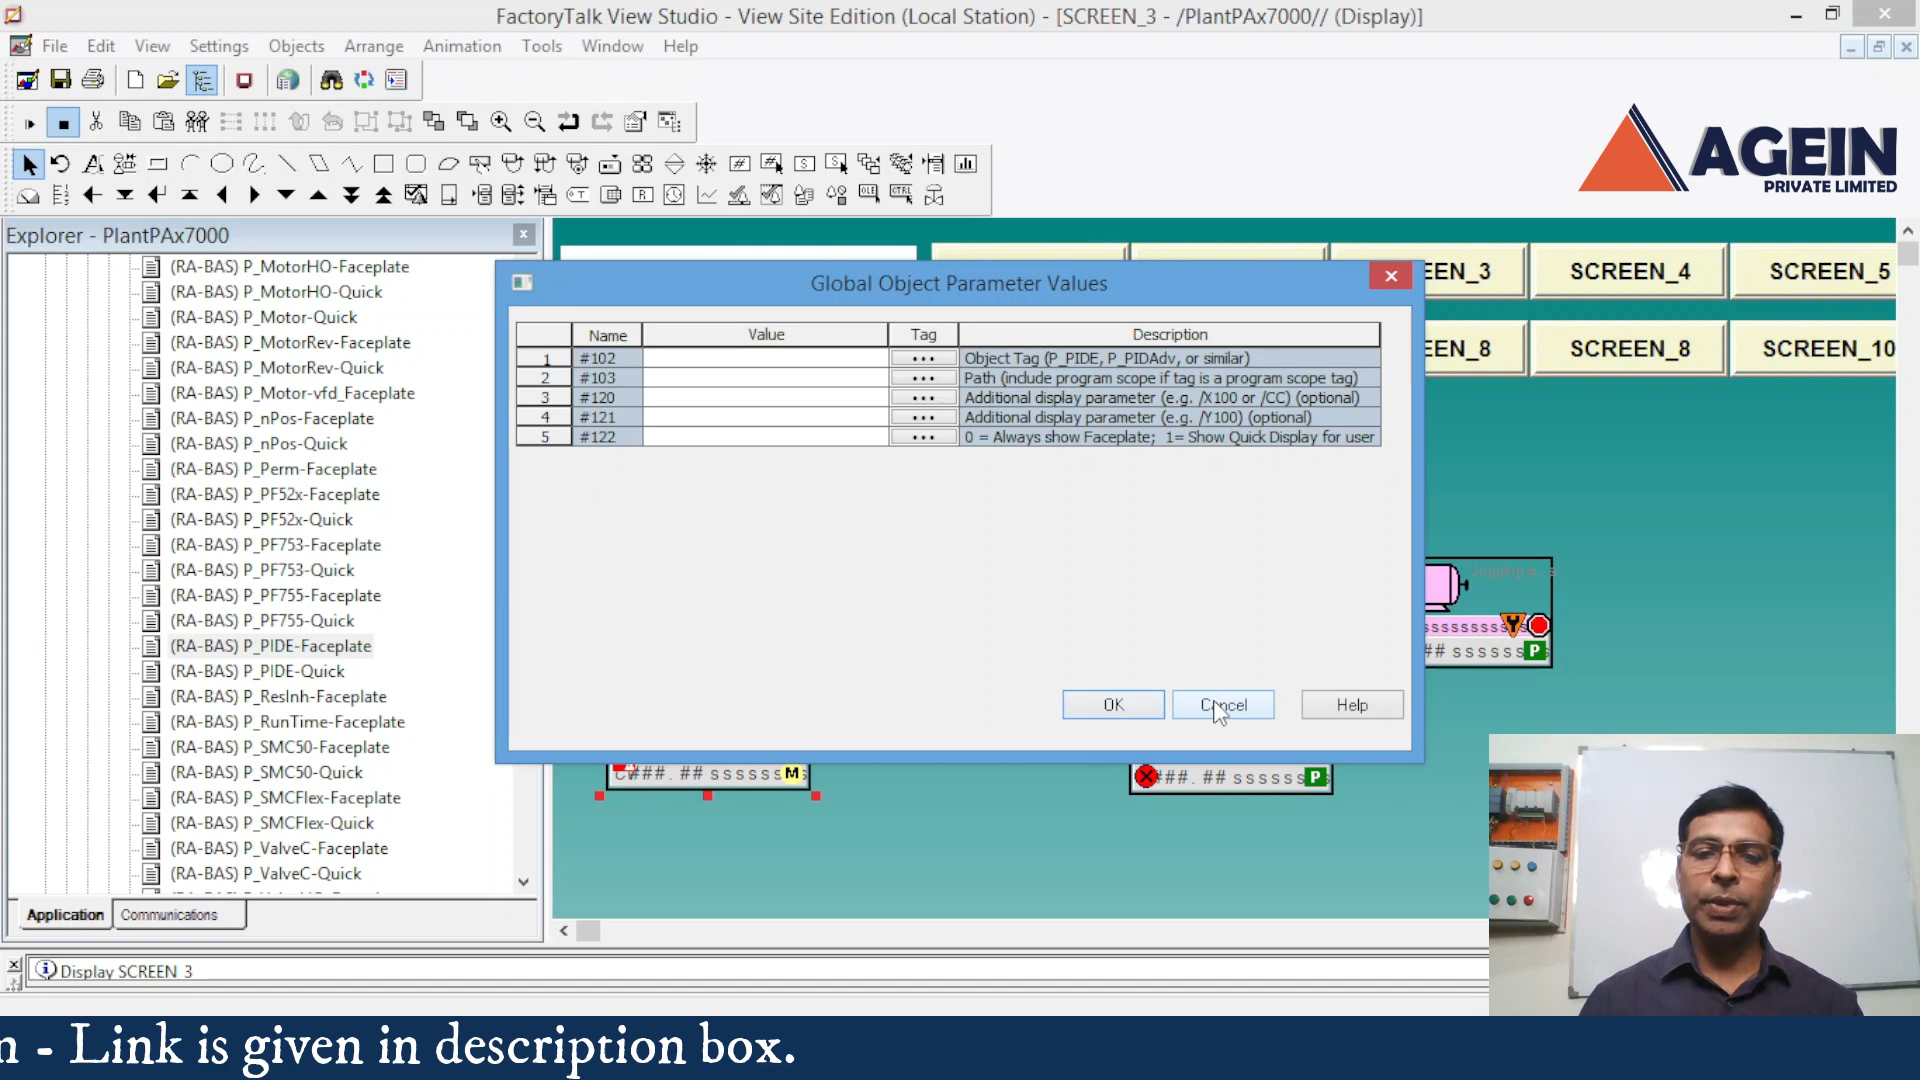 FactoryTalk View Studio - View Site Edition (Local Station) - [SCREEN_3 - /PlantPAx7000// (Display)]
File Edit View Settings Objects Arrange Animation Tools Window Help
AGEIN
PRIVATE LIMITED
Explorer - PlantPAx7000
(RA-BAS) P_MotorHO-Faceplate
(RA-BAS) P_MotorHO-Quick
(RA-BAS) P_Motor-Quick
(RA-BAS) P_MotorRev-Faceplate
(RA-BAS) P_MotorRev-Quick
(RA-BAS) P_Motor-vfd_Faceplate
(RA-BAS) P_nPos-Faceplate
(RA-BAS) P_nPos-Quick
(RA-BAS) P_Perm-Faceplate
(RA-BAS) P_PF52x-Faceplate
(RA-BAS) P_PF52x-Quick
(RA-BAS) P_PF753-Faceplate
(RA-BAS) P_PF753-Quick
(RA-BAS) P_PF755-Faceplate
(RA-BAS) P_PF755-Quick
(RA-BAS) P_PIDE-Faceplate
(RA-BAS) P_PIDE-Quick
(RA-BAS) P_ResInh-Faceplate
(RA-BAS) P_RunTime-Faceplate
(RA-BAS) P_SMC50-Faceplate
(RA-BAS) P_SMC50-Quick
(RA-BAS) P_SMCFlex-Faceplate
(RA-BAS) P_SMCFlex-Quick
(RA-BAS) P_ValveC-Faceplate
(RA-BAS) P_ValveC-Quick
Application Communications
EEN_3 SCREEN_4 SCREEN_5
EEN_8 SCREEN_8 SCREEN_10
Global Object Parameter Values
Name Value Tag Description
1 #102 ... Object Tag (P_PIDE, P_PIDAdv, or similar)
2 #103 ... Path (include program scope if tag is a program scope tag)
3 #120 ... Additional display parameter (e.g. /X100 or /CC) (optional)
4 #121 ... Additional display parameter (e.g. /Y100) (optional)
5 #122 ... 0 = Always show Faceplate; 1= Show Quick Display for user
OK Cancel Help
Jogging
sssssssss
## sssssss P
###.## sssssss M
###.## ssssss P
Display SCREEN_3
n - Link is given in description box.